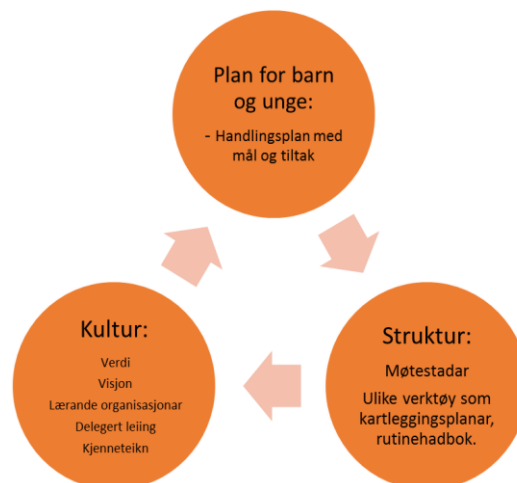 Plan for barn
og unge:
- Handlingsplan med
mål og tiltak
Struktur:
Møtestadar
Ulike verktøy som
kartleggingsplanar,
rutinehadbok.
Kultur:
Verdi
Visjon
Lærande organisasjonar
Delegert leiing
Kjenneteikn